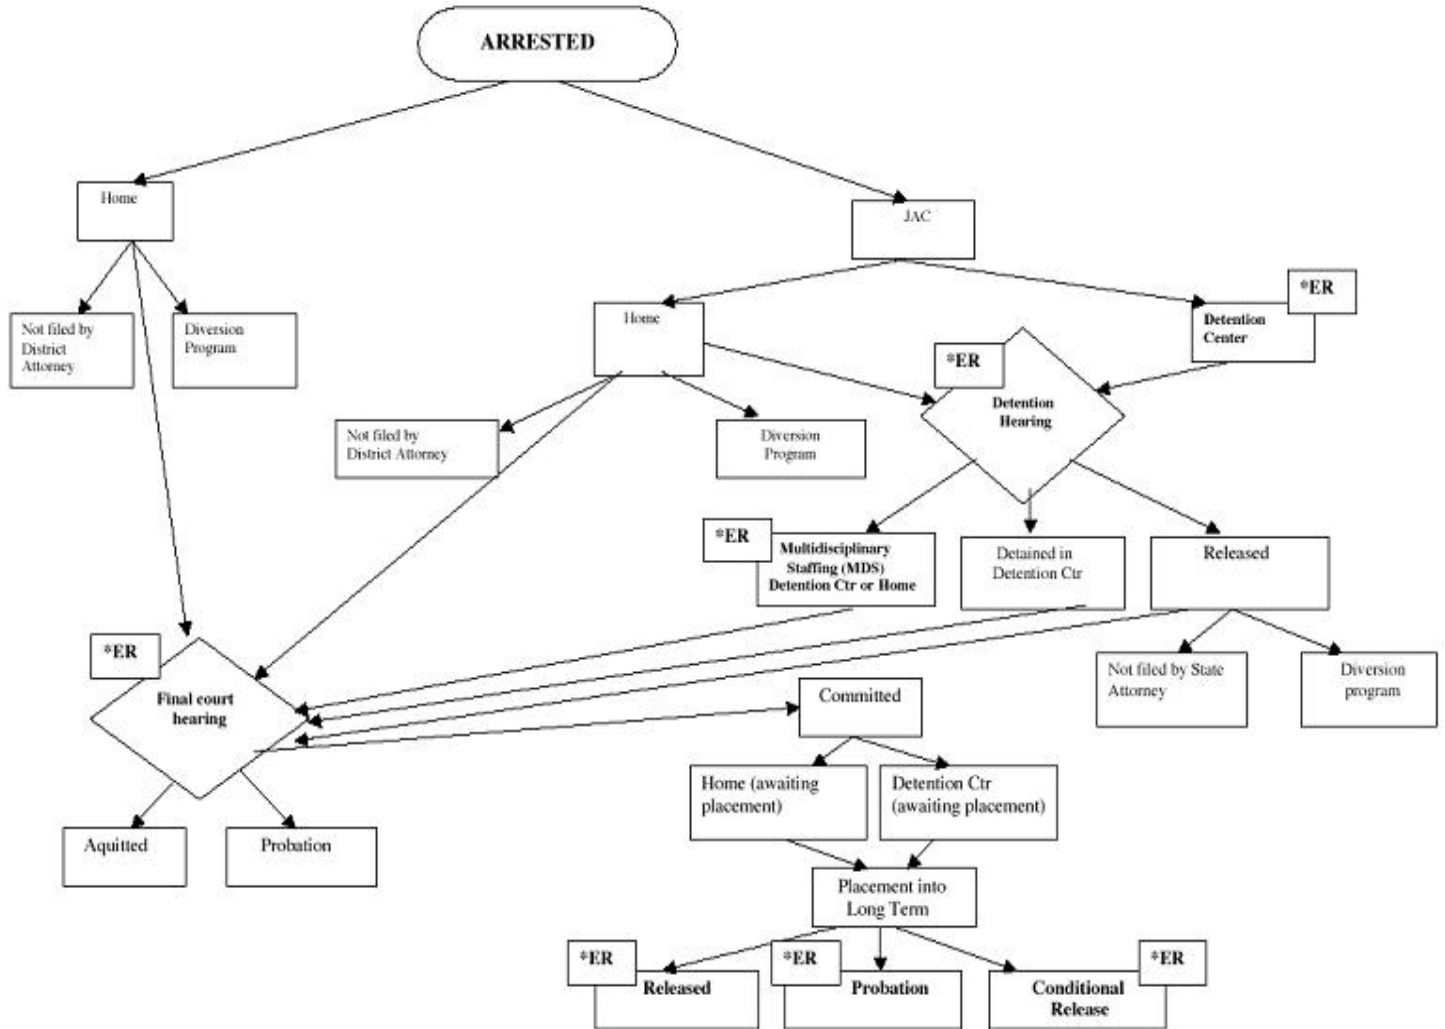 ARRESTED
Home
JAC
*ER
Detention
Center
Home
Not filed by
District
Attorney
Diversion
Program
*ER
Detention
Hearing
Not filed by
District Attorney
Diversion
Program
*ER
Multidisciplinary
Staffing (MDS)
Detention Ctr or Home
Detained in
Detention Ctr
Released
*ER
Final court
hearing
Not filed by State
Attorney
Diversion
program
Committed
Home (awaiting
placement)
Detention Ctr
(awaiting placement)
Aquitted
Probation
Placement into
Long Term
*ER
Released
*ER
Probation
*ER
Conditional
Release